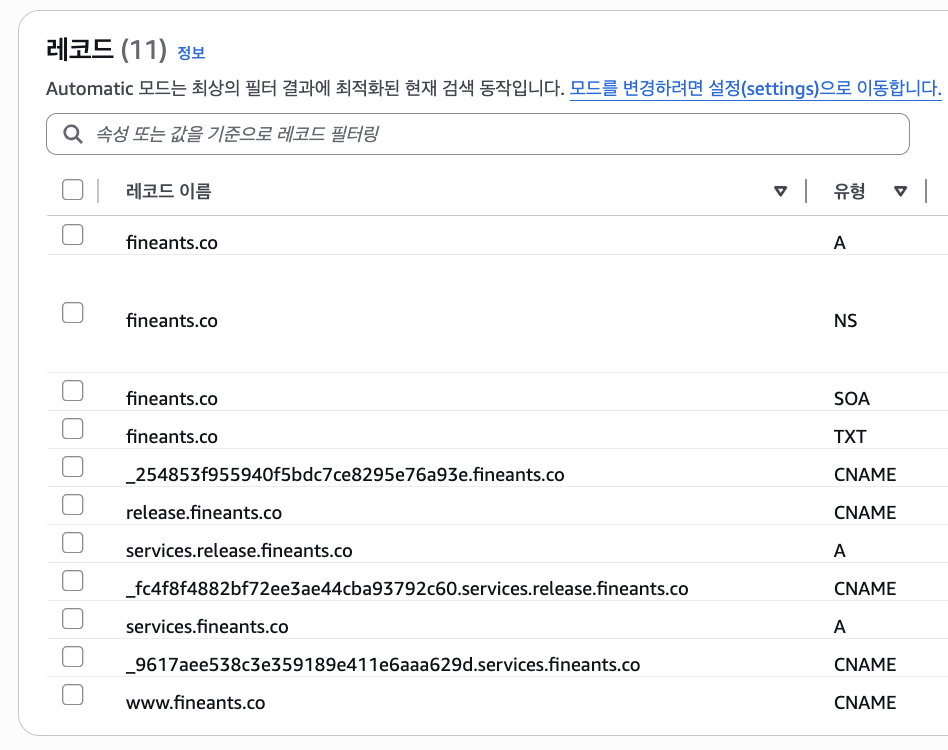 레코드 (11) 정보
Automatic 모드는 최상의 필터 결과에 최적화된 현재 검색 동작입니다. 모드를 변경하려면 설정(settings)으로 이동합니다.
속성 또는 값을 기준으로 레코드 필터링
레코드 이름 유형
fineants.co A
fineants.co NS
fineants.co SOA
fineants.co TXT
_254853f955940f5bdc7ce8295e76a93e.fineants.co CNAME
release.fineants.co CNAME
services.release.fineants.co A
_fc4f8f4882bf72ee3ae44cba93792c60.services.release.fineants.co CNAME
services.fineants.co A
_9617aee538c3e359189e411e6aaa629d.services.fineants.co CNAME
www.fineants.co CNAME